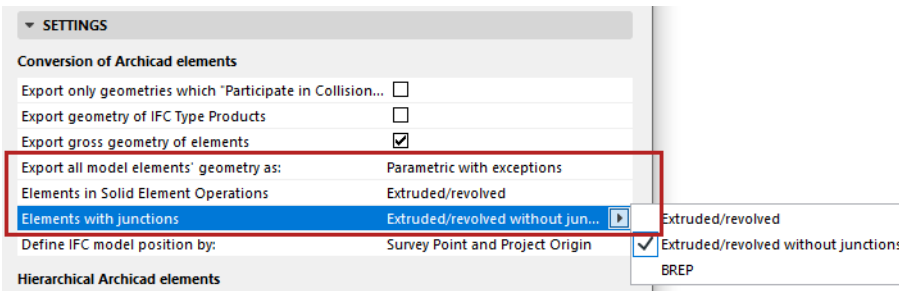 SETTINGS
Conversion of Archicad elements
Export only geometries which "Participate in Collision...
Export geometry of IFC Type Products
Export gross geometry of elements
Export all model elements' geometry as: Parametric with exceptions
Elements in Solid Element Operations Extruded/revolved
Elements with junctions Extruded/revolved without jun...
Extruded/revolved
Define IFC model position by: Survey Point and Project Origin
Extruded/revolved without junctions
BREP
Hierarchical Archicad elements